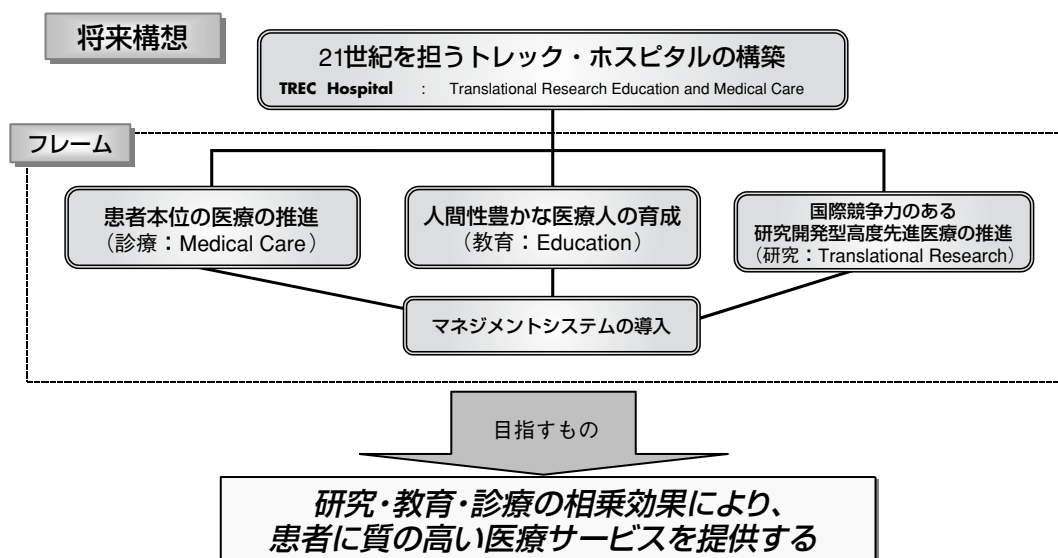 将来構想
21世紀を担うトレック・ホスピタルの構築
TREC Hospital : Translational Research Education and Medical Care
フレーム
患者本位の医療の推進
（診療：Medical Care）
人間性豊かな医療人の育成
（教育：Education）
国際競争力のある
研究開発型高度先進医療の推進
（研究：Translational Research）
マネジメントシステムの導入
目指すもの
研究・教育・診療の相乗効果により、
患者に質の高い医療サービスを提供する